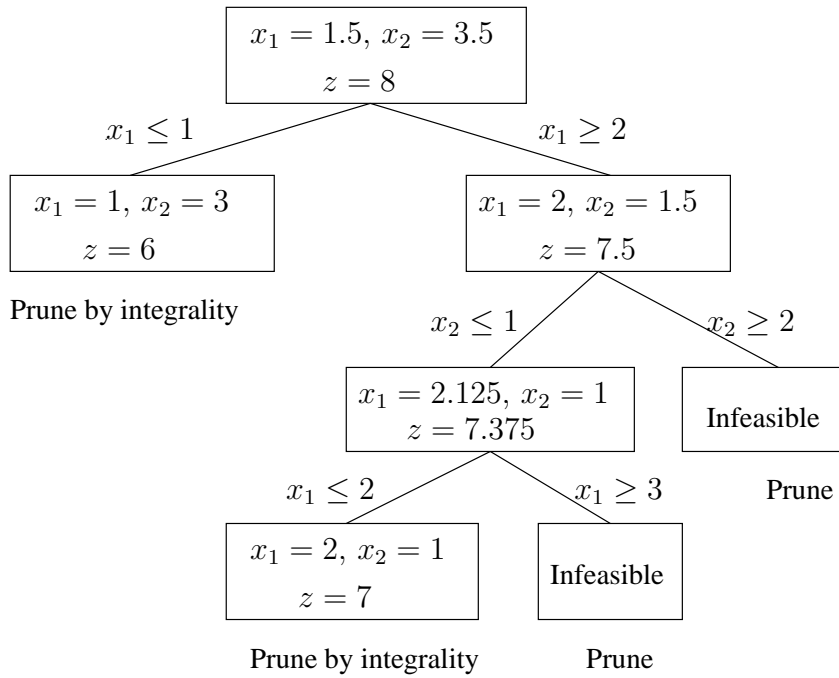 x₁ = 1.5, x₂ = 3.5
z = 8
x₁ ≤ 1
x₁ ≥ 2
x₁ = 1, x₂ = 3
z = 6
x₁ = 2, x₂ = 1.5
z = 7.5
Prune by integrality
x₂ ≤ 1
x₂ ≥ 2
x₁ = 2.125, x₂ = 1
z = 7.375
Infeasible
x₁ ≤ 2
x₁ ≥ 3
Prune
x₁ = 2, x₂ = 1
z = 7
Infeasible
Prune by integrality
Prune